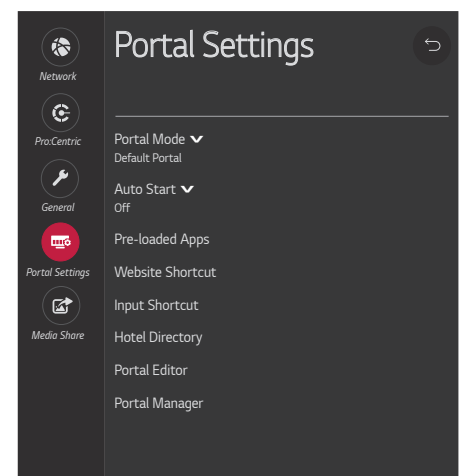 Portal Settings
Network
Pro:Centric
General
Portal Settings
Media Share
Portal Mode
Default Portal
Auto Start
Off
Pre-loaded Apps
Website Shortcut
Input Shortcut
Hotel Directory
Portal Editor
Portal Manager